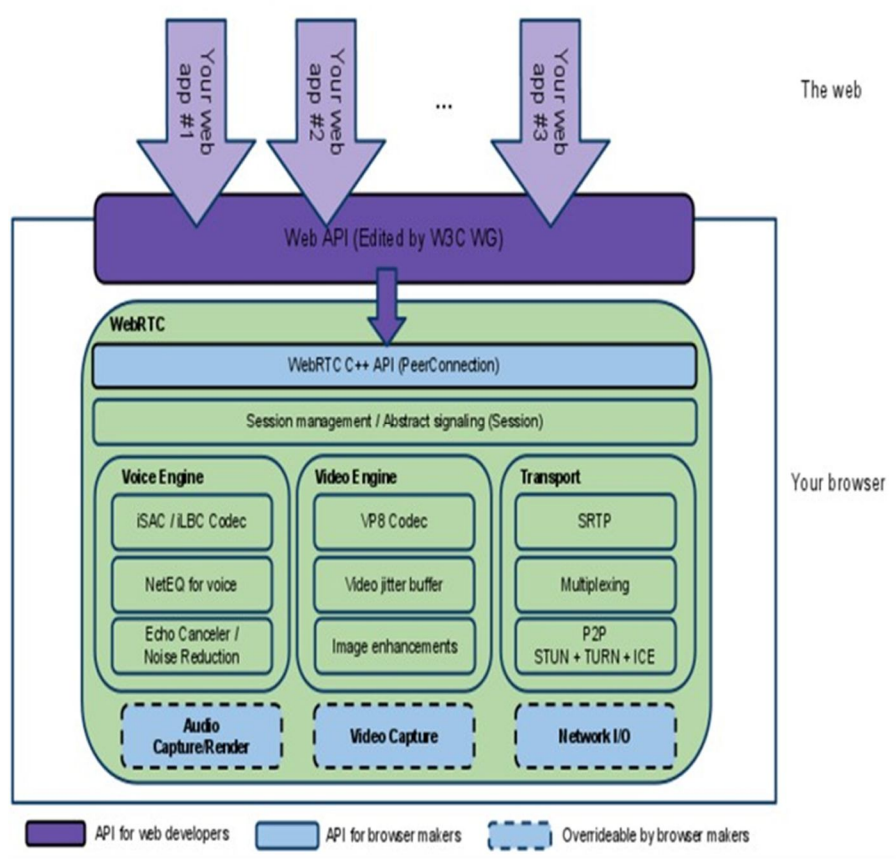 Your web
app #1
Your web
app #2
...
Your web
app #3
The web
Web API (Edited by W3C WG)
WebRTC
WebRTC C++ API (PeerConnection)
Session management / Abstract signaling (Session)
Your browser
Voice Engine
iSAC / iLBC Codec
NetEQ for voice
Echo Canceler /
Noise Reduction
Video Engine
VP8 Codec
Video jitter buffer
Image enhancements
Transport
SRTP
Multiplexing
P2P
STUN + TURN + ICE
Audio
Capture/Render
Video Capture
Network I/O
API for web developers
API for browser makers
Overrideable by browser makers